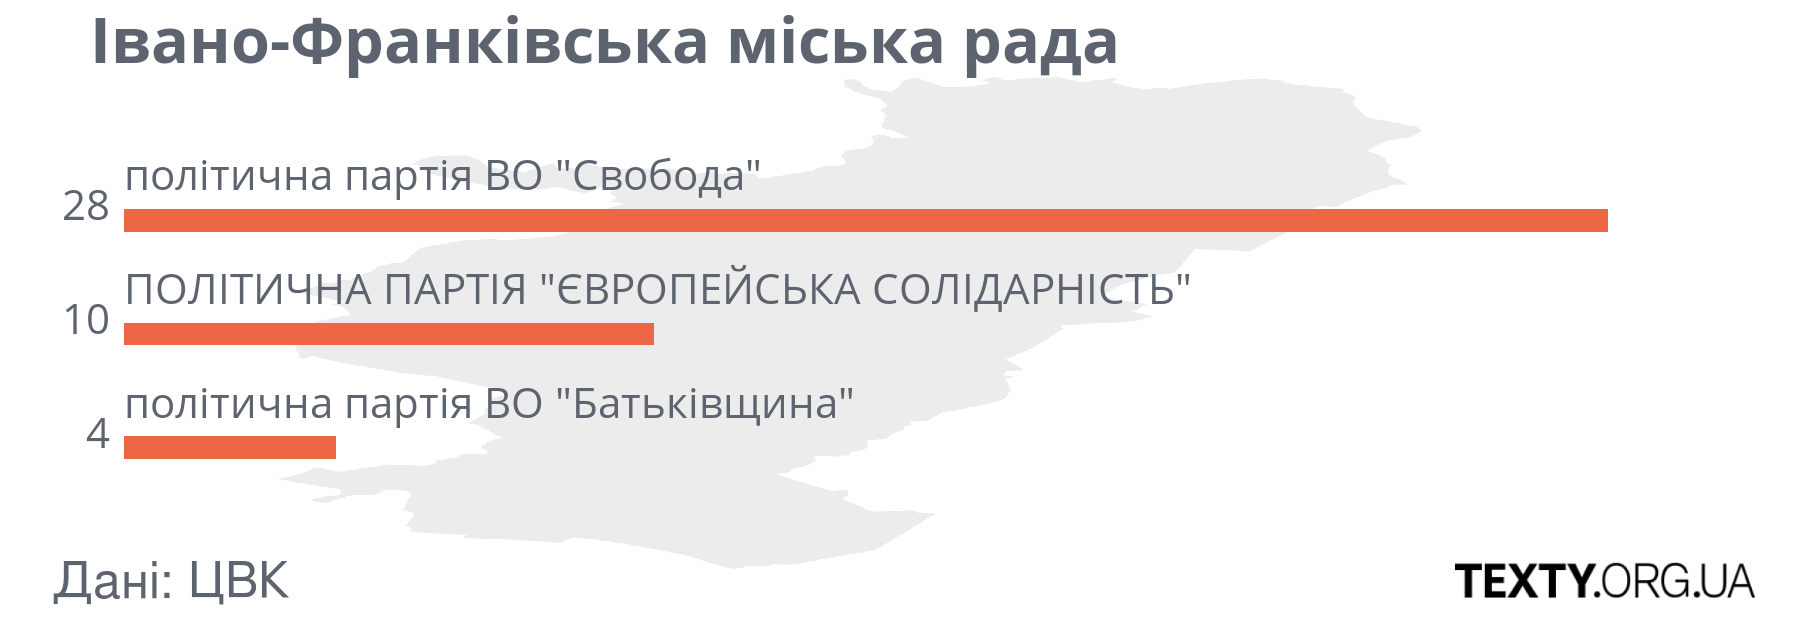 Івано-Франківська міська рада
політична партія ВО "Свобода"
28
ПОЛІТИЧНА ПАРТІЯ "ЄВРОПЕЙСЬКА СОЛІДАРНІСТЬ"
10
політична партія ВО "Батьківщина"
4
Дані: ЦВК
TEXTY.ORG.UA